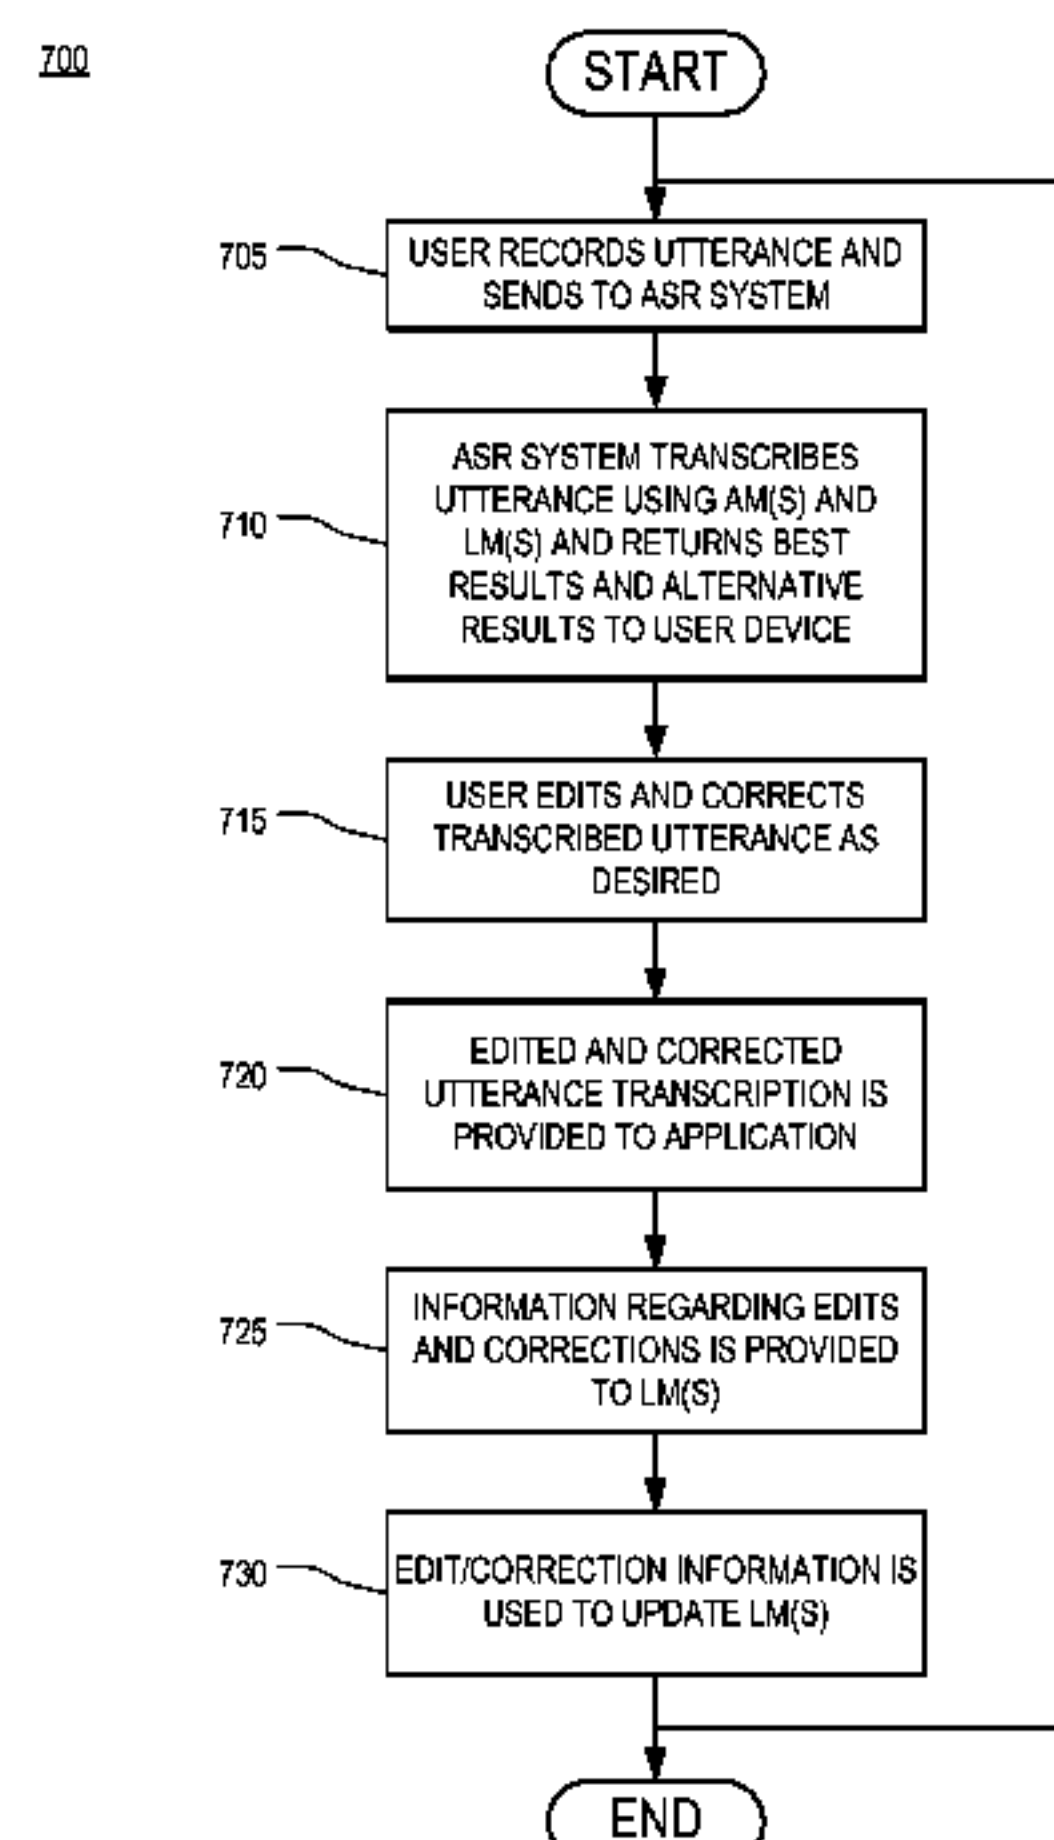 700
START
705
USER RECORDS UTTERANCE AND
SENDS TO ASR SYSTEM
710
ASR SYSTEM TRANSCRIBES
UTTERANCE USING AM(S) AND
LM(S) AND RETURNS BEST
RESULTS AND ALTERNATIVE
RESULTS TO USER DEVICE
715
USER EDITS AND CORRECTS
TRANSCRIBED UTTERANCE AS
DESIRED
720
EDITED AND CORRECTED
UTTERANCE TRANSCRIPTION IS
PROVIDED TO APPLICATION
725
INFORMATION REGARDING EDITS
AND CORRECTIONS IS PROVIDED
TO LM(S)
730
EDIT/CORRECTION INFORMATION IS
USED TO UPDATE LM(S)
END